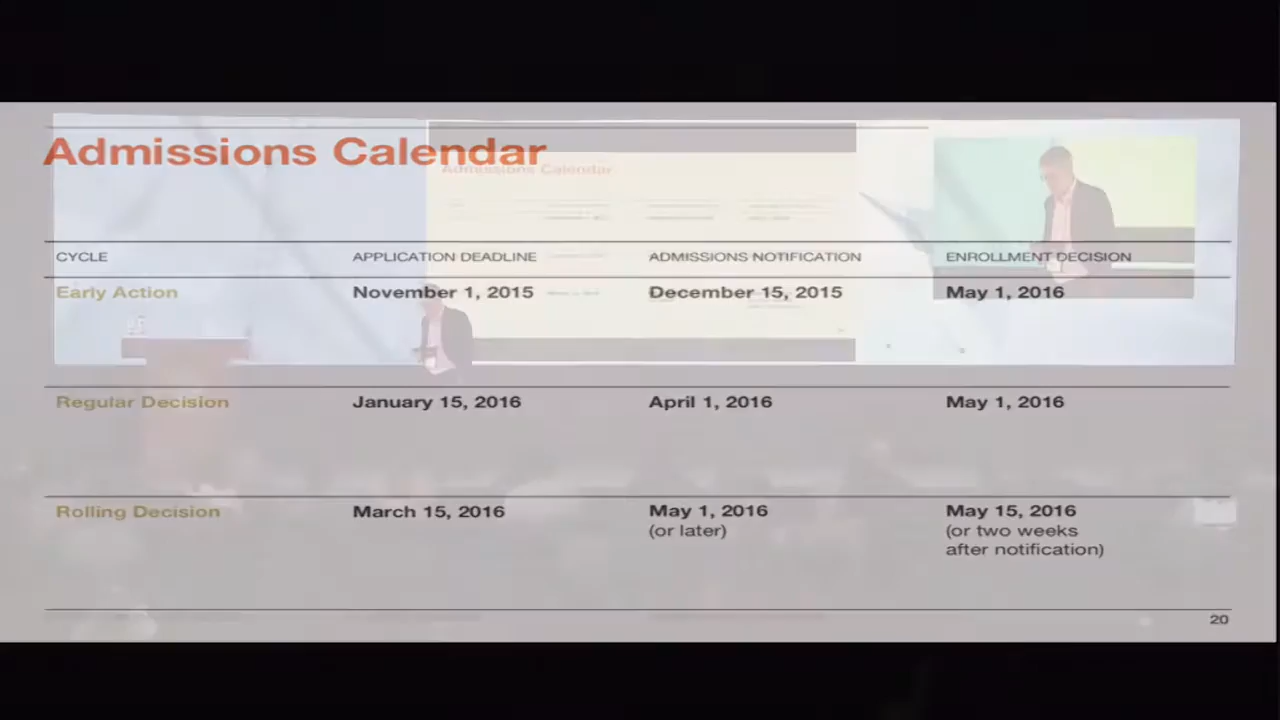 Admissions Calendar
Admissions Calendar
CYCLE APPLICATION DEADLINE ADMISSIONS NOTIFICATION ENROLLMENT DECISION
Early Action November 1, 2015 December 15, 2015 May 1, 2016
Regular Decision January 15, 2016 April 1, 2016 May 1, 2016
Rolling Decision March 15, 2016 May 1, 2016 May 15, 2016
(or later) (or two weeks
after notification)
20